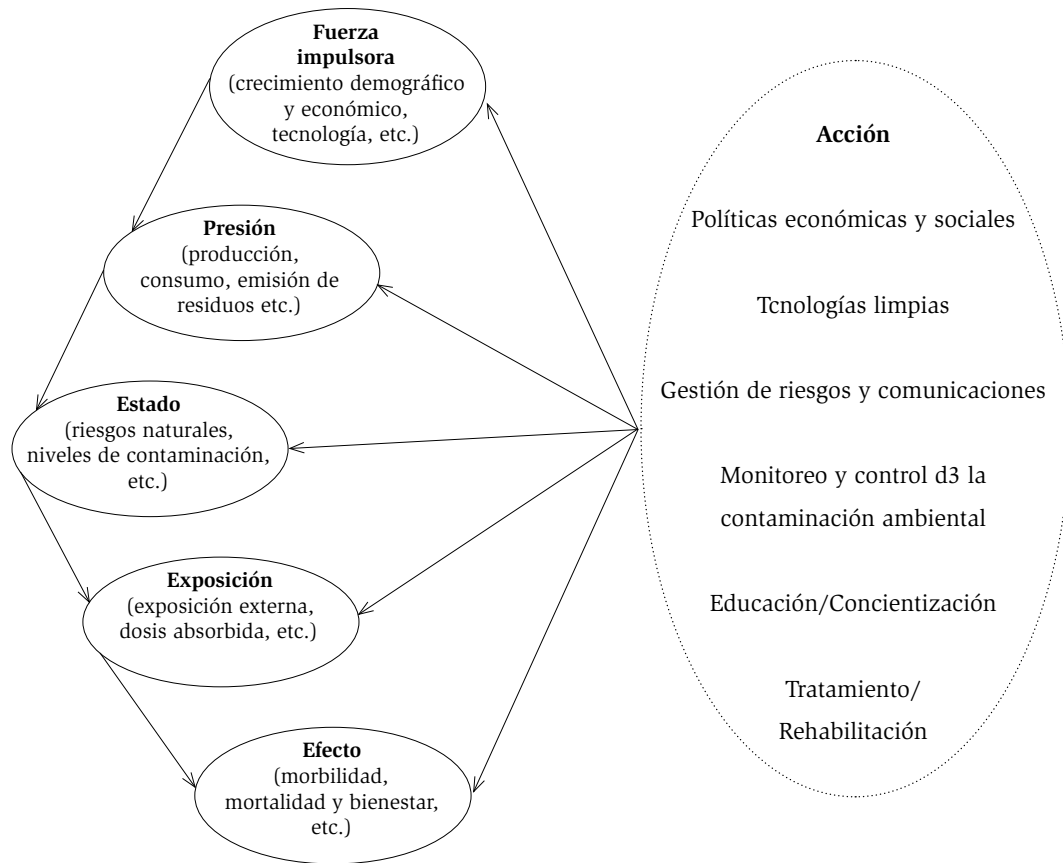 Fuerza
impulsora
(crecimiento demográfico
y económico,
tecnología, etc.)
Presión
(producción,
consumo, emisión de
residuos etc.)
Estado
(riesgos naturales,
niveles de contaminación,
etc.)
Exposición
(exposición externa,
dosis absorbida, etc.)
Efecto
(morbilidad,
mortalidad y bienestar,
etc.)
Acción
Políticas económicas y sociales
Tcnologías limpias
Gestión de riesgos y comunicaciones
Monitoreo y control d3 la
contaminación ambiental
Educación/Concientización
Tratamiento/
Rehabilitación